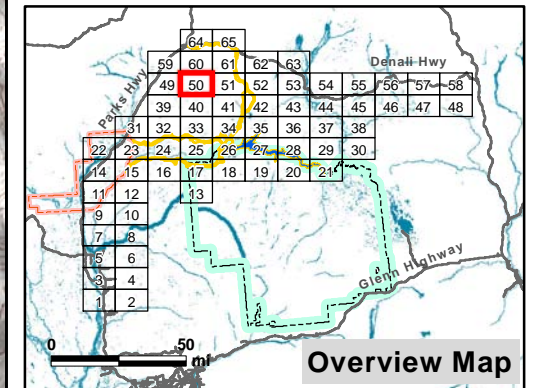 64 65
59 60 61 62 63
Denali Hwy
Parks Hwy
49 50 51 52 53 54 55 56 57 58
39 40 41 42 43 44 45 46 47 48
31 32 33 34 35 36 37 38
22 23 24 25 26 27 28 29 30
14 15 16 17 18 19 20 21
11 12 13
9 10
7 8
5 6
3 4
1 2
Glenn Highway
0 50
mi
Overview Map